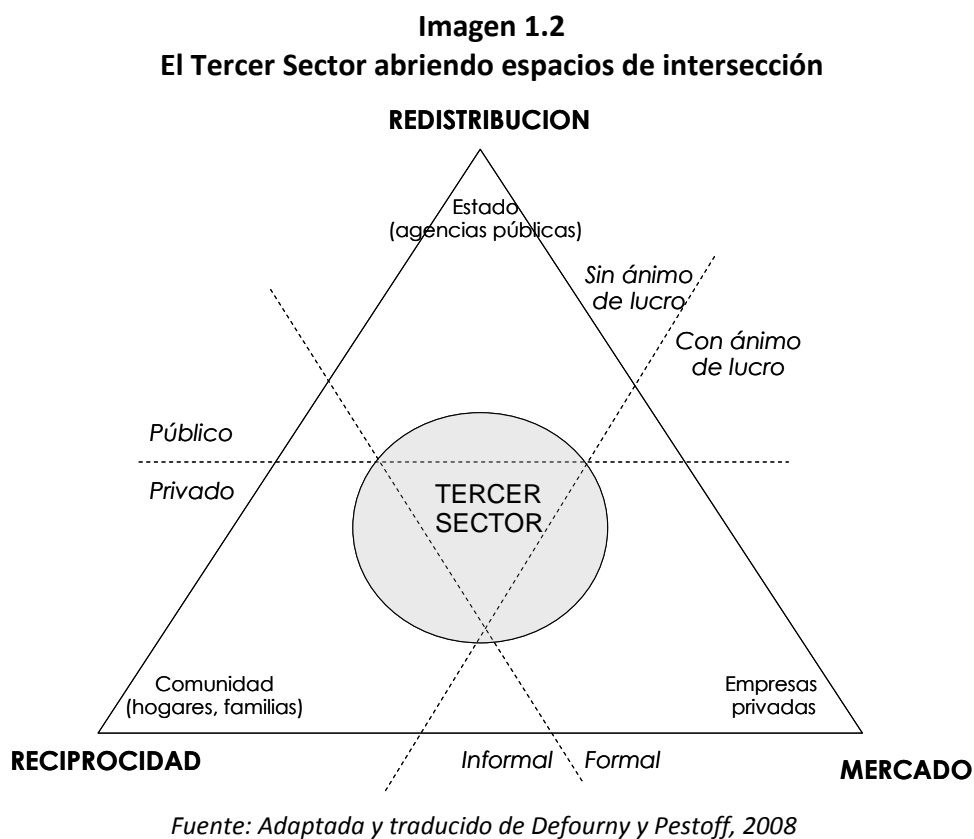 Imagen 1.2
El Tercer Sector abriendo espacios de intersección
REDISTRIBUCION
Estado
(agencias públicas)
Sin ánimo
de lucro
Con ánimo
de lucro
Público
Privado
TERCER
SECTOR
Comunidad
(hogares, familias)
Empresas
privadas
RECIPROCIDAD
Informal
Formal
MERCADO
Fuente: Adaptada y traducido de Defourny y Pestoff, 2008